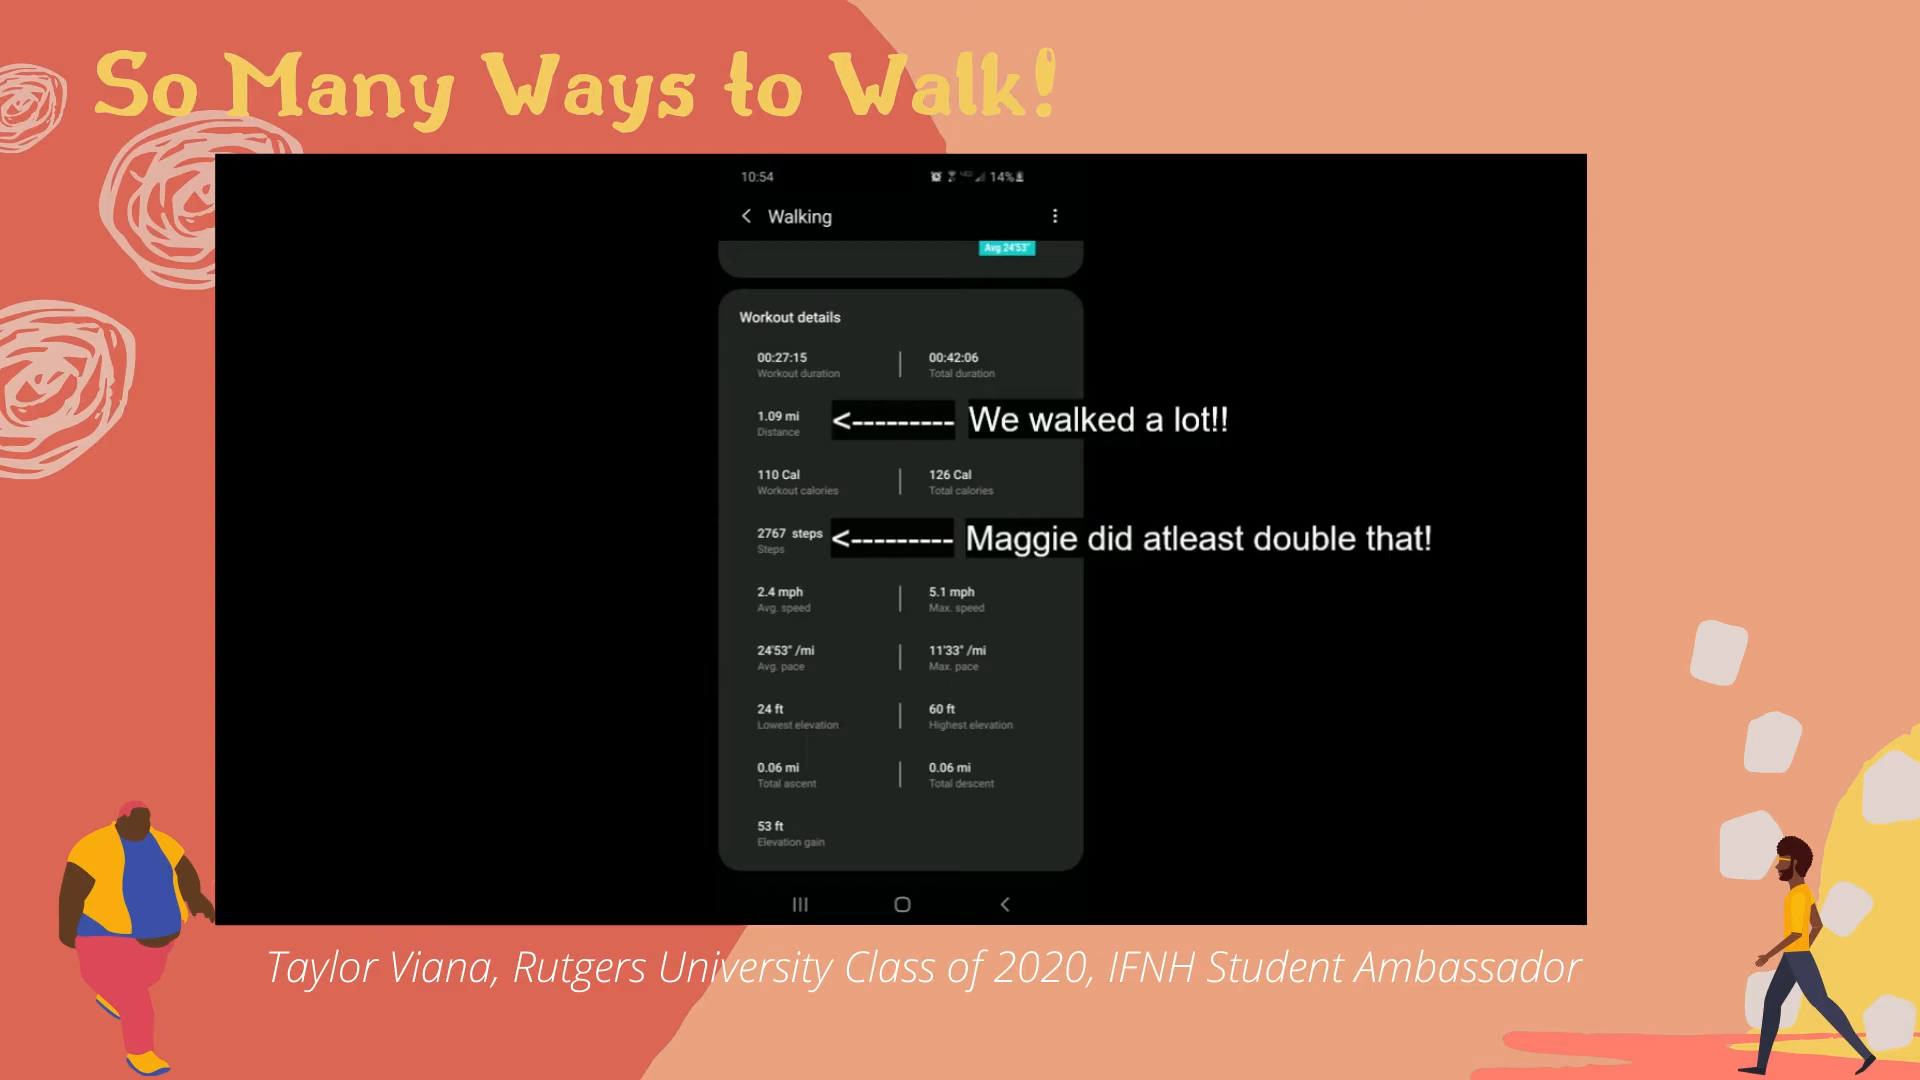 So Many Ways to Walk!
10:54
14%
Walking
Avg 24'53"
Workout details
00:27:15
Workout duration
00:42:06
Total duration
1.09 mi
Distance
<--------- We walked a lot!!
110 Cal
Workout calories
126 Cal
Total calories
2767 steps
Steps
<--------- Maggie did atleast double that!
2.4 mph
Avg. speed
5.1 mph
Max. speed
24'53" /mi
Avg. pace
11'33" /mi
Max. pace
24 ft
Lowest elevation
60 ft
Highest elevation
0.06 mi
Total ascent
0.06 mi
Total descent
53 ft
Elevation gain
Taylor Viana, Rutgers University Class of 2020, IFNH Student Ambassador